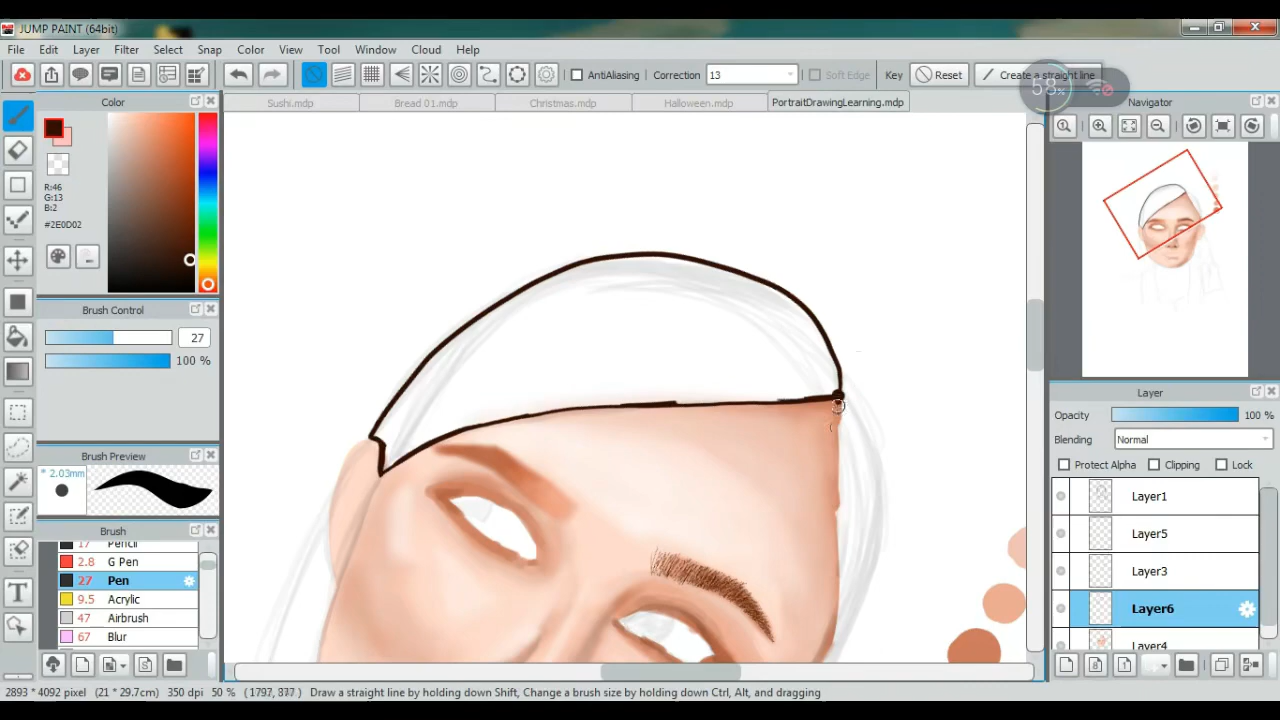 JUMP PAINT (64bit)
File Edit Layer Filter Select Snap Color View Tool Window Cloud Help
AntiAliasing Correction 13 Soft Edge Key Reset Create a straight line
58%
Color
Sushi.mdp Bread 01.mdp Christmas.mdp Halloween.mdp PortraitDrawingLearning.mdp
Navigator
R:46
G:13
B:2
#2E0D02
Brush Control
27
100 %
Layer
Opacity 100 %
Blending Normal
Protect Alpha Clipping Lock
Brush Preview
* 2.03mm
Layer1
Brush
Layer5
17 Pencil
2.8 G Pen
Layer3
27 Pen
9.5 Acrylic
Layer6
47 Airbrush
67 Blur
Layer4
2893 * 4092 pixel (21 * 29.7cm) 350 dpi 50 % (1797, 877) Draw a straight line by holding down Shift, Change a brush size by holding down Ctrl, Alt, and dragging